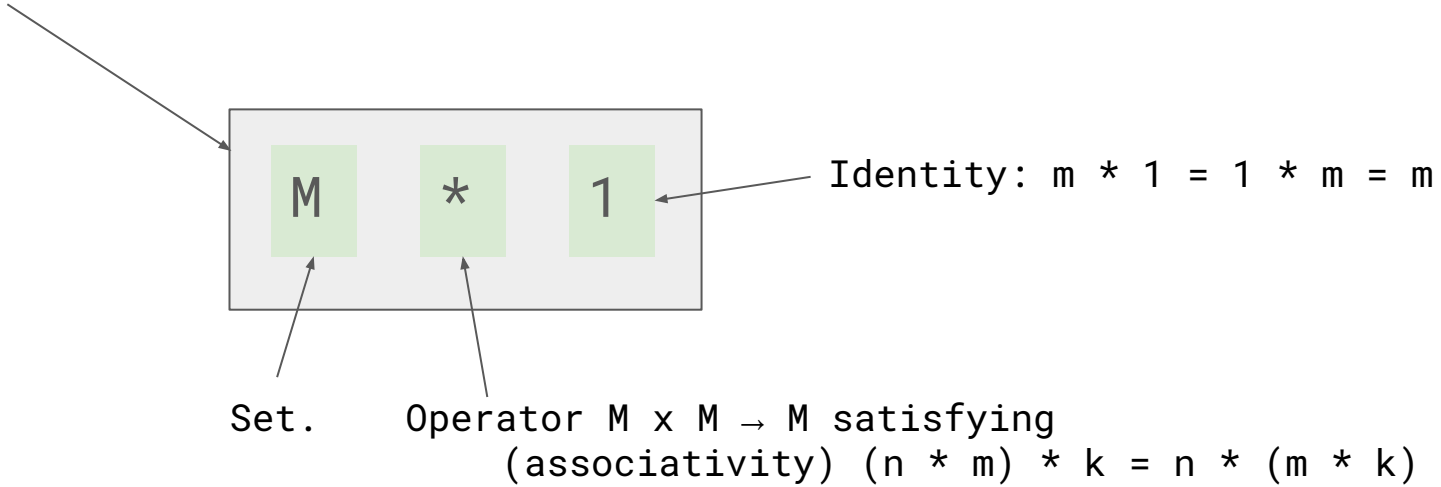 M * 1
Identity: m * 1 = 1 * m = m
Set.
Operator M x M → M satisfying
(associativity) (n * m) * k = n * (m * k)